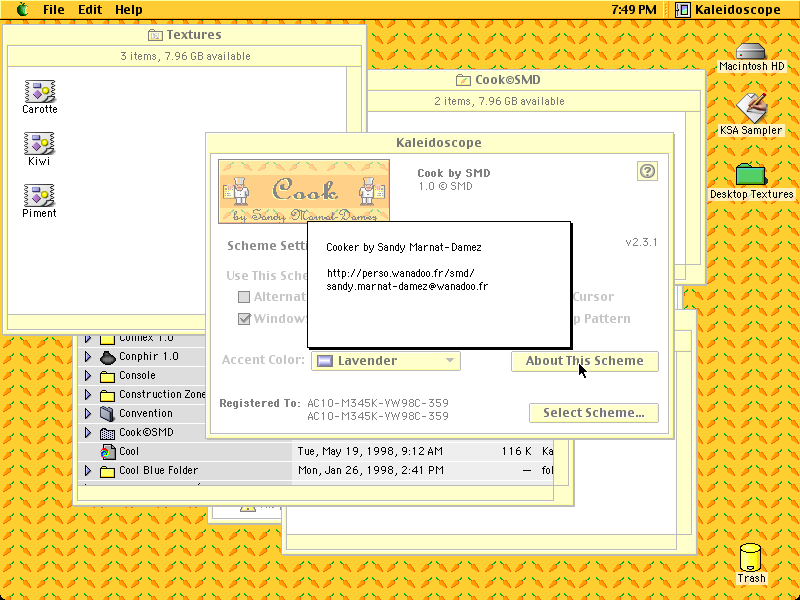 File Edit Help
7:49 PM
Kaleidoscope
Textures
3 items, 7.96 GB available
Carotte
Kiwi
Piment
Cook©SMD
2 items, 7.96 GB available
Macintosh HD
KSA Sampler
Desktop Textures
Trash
Kaleidoscope
Cook
by Sandy Marnat-Damez
Cook by SMD
1.0 © SMD
v2.3.1
Scheme Setti
Use This Sche
Alternat
Window
Cursor
p Pattern
Cooker by Sandy Marnat-Damez
http://perso.wanadoo.fr/smd/
sandy.marnat-damez@wanadoo.fr
Accent Color:
Lavender
About This Scheme
Registered To:
AC10-M345K-VW98C-359
AC10-M345K-VW98C-359
Select Scheme...
Connex 1.0
Conphir 1.0
Console
Construction Zone
Convention
Cook©SMD
Cool Tue, May 19, 1998, 9:12 AM 116 K Ka
Cool Blue Folder Mon, Jan 26, 1998, 2:41 PM — fol